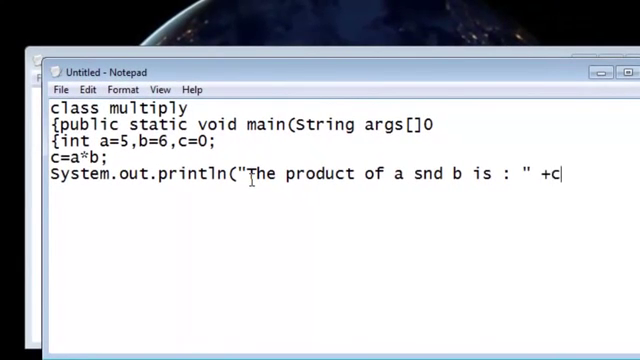 Untitled - Notepad
File Edit Format View Help
class multiply
{public static void main(String args[]0
{int a=5,b=6,c=0;
c=a*b;
System.out.println("The product of a snd b is : " +c